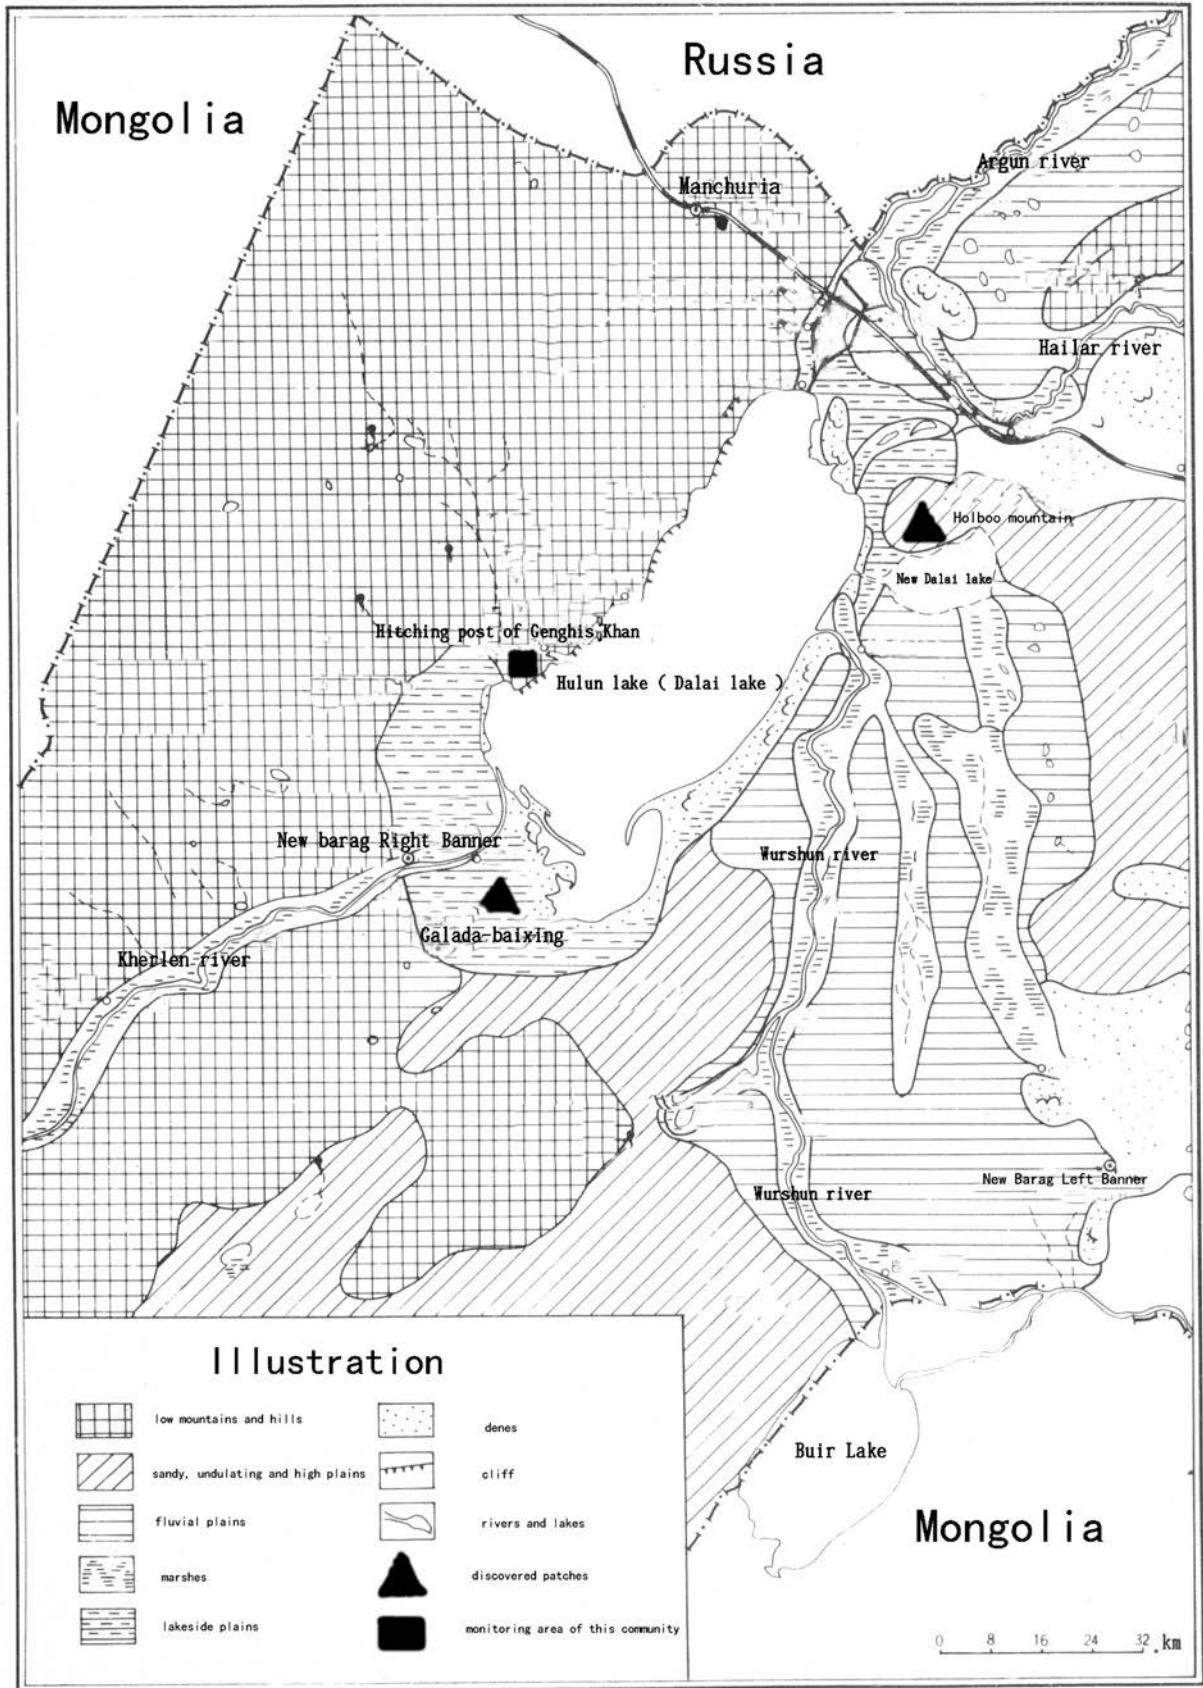 Russia
Mongolia
Argun river
Manchuria
Hailar river
Holboo mountain
New Dalai lake
Hitching post of Genghis Khan
Hulun lake ( Dalai lake )
New barag Right Banner
Wurshun river
Galada-baixing
Kherlen river
New Barag Left Banner
Wurshun river
Illustration
low mountains and hills
sandy, undulating and high plains
fluvial plains
marshes
lakeside plains
denes
cliff
rivers and lakes
discovered patches
monitoring area of this community
Buir Lake
Mongolia
0 8 16 24 32 .km